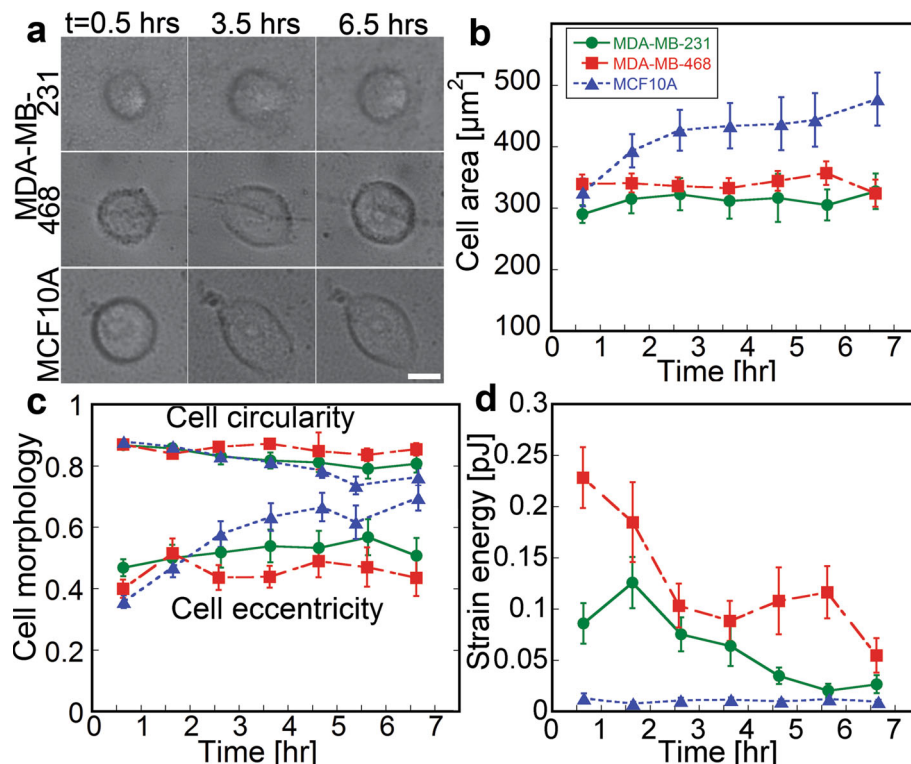 a
t=0.5 hrs 3.5 hrs 6.5 hrs
MDA-MB-231
MDA-MB-468
MCF10A
b
MDA-MB-231
MDA-MB-468
MCF10A
500
400
300
200
100
Cell area [µm²]
0 1 2 3 4 5 6 7
Time [hr]
c
1
0.8
0.6
0.4
0.2
0
Cell morphology
Cell circularity
Cell eccentricity
0 1 2 3 4 5 6 7
Time [hr]
d
0.3
0.25
0.2
0.15
0.1
0.05
0
Strain energy [pJ]
0 1 2 3 4 5 6 7
Time [hr]